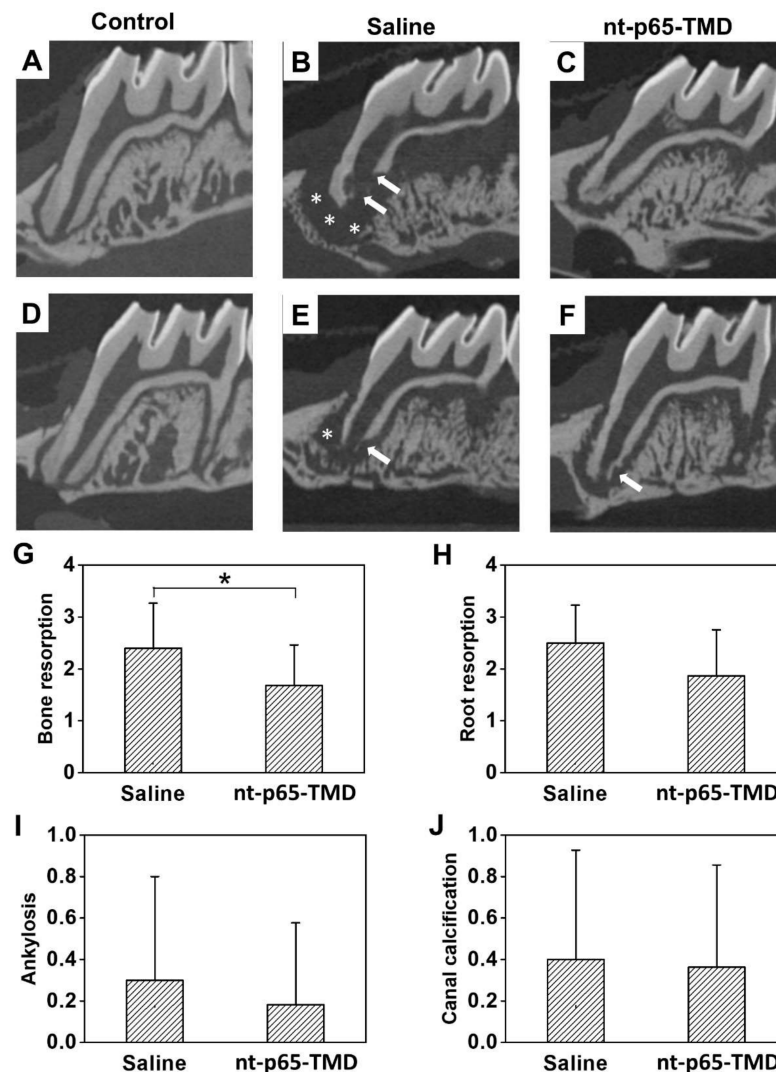 Control Saline nt-p65-TMD
A B C
* * *
D E F
*
G H
4 4
* 
3 3
2 2
1 1
0 0
Bone resorption Root resorption
Saline nt-p65-TMD Saline nt-p65-TMD
I J
1.0 1.0
0.8 0.8
0.6 0.6
0.4 0.4
0.2 0.2
0.0 0.0
Ankylosis Canal calcification
Saline nt-p65-TMD Saline nt-p65-TMD